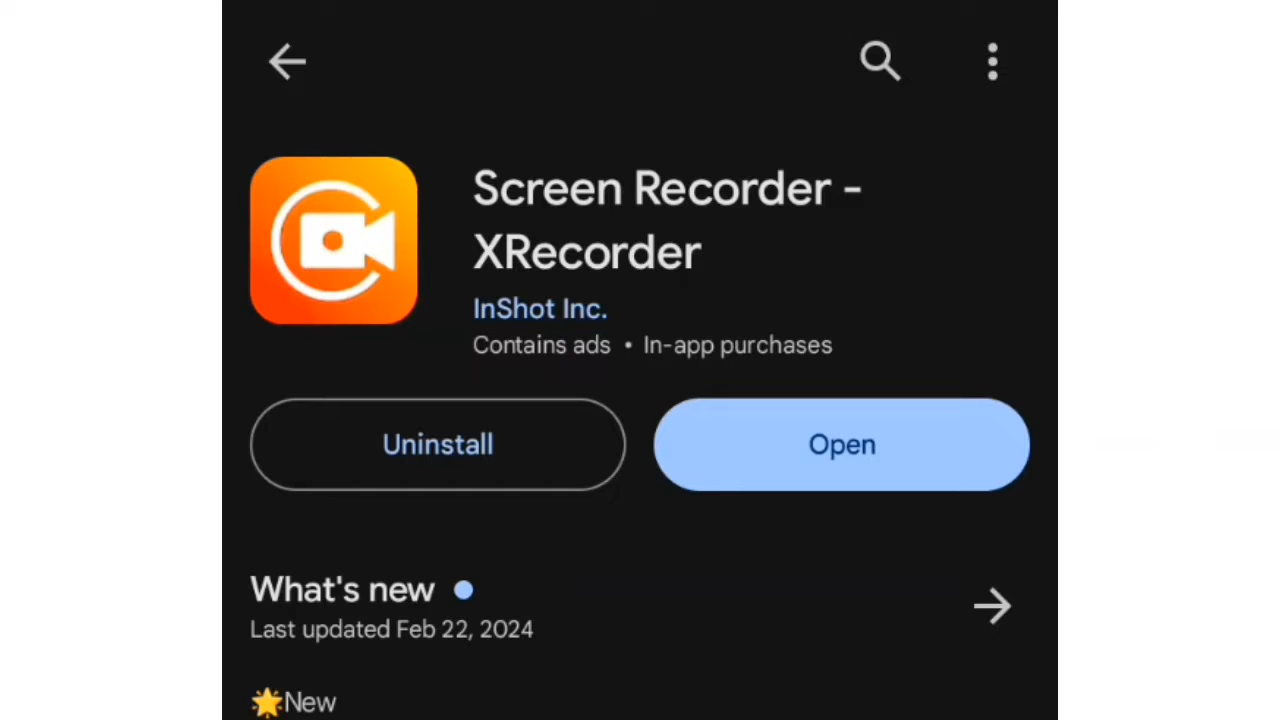 Screen Recorder -
XRecorder
InShot Inc.
Contains ads • In-app purchases
Uninstall
Open
What's new
Last updated Feb 22, 2024
🌟New